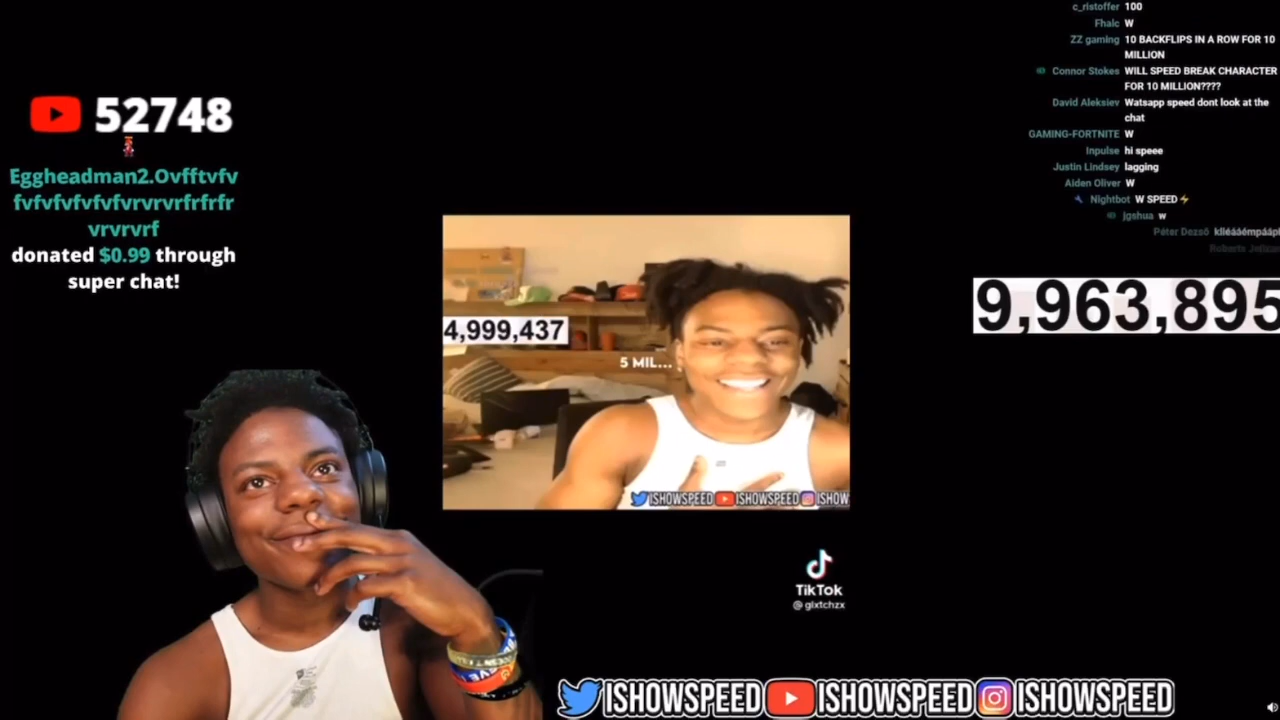 c_ristoffer 100
Fhalc W
ZZ gaming 10 BACKFLIPS IN A ROW FOR 10
MILLION
Connor Stokes WILL SPEED BREAK CHARACTER
FOR 10 MILLION????
David Aleksiev Watsapp speed dont look at the
chat
GAMING-FORTNITE W
Inpulse hi speee
Justin Lindsey lagging
Aiden Oliver W
Nightbot W SPEED⚡
jgshua w
Péter Dezső
52748
Eggheadman2.Ovfftvfv
fvfvfvfvfvfvrvrvrfrfrfr
vrvrvrf
donated $0.99 through
super chat!
9,963,895
4,999,437
5 MIL...
ISHOWSPEED ISHOWSPEED ISHOW
TikTok
@glxtchzx
ISHOWSPEED ISHOWSPEED ISHOWSPEED